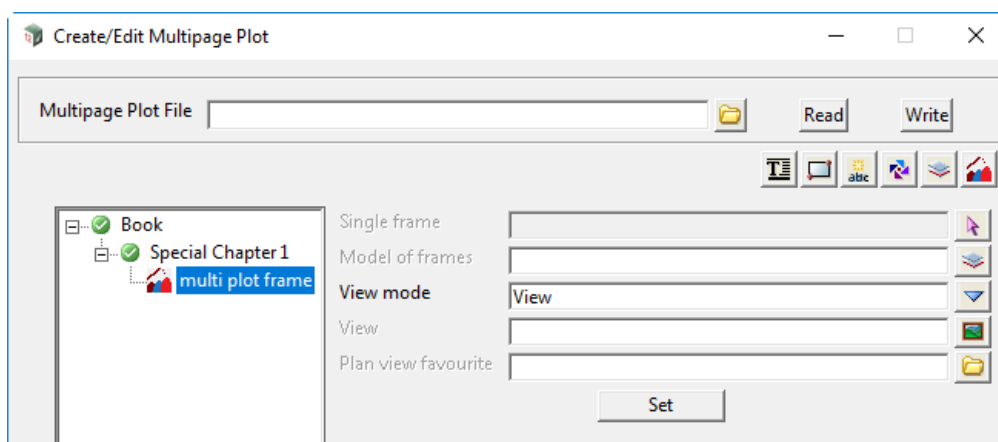 Create/Edit Multipage Plot
Multipage Plot File
Read
Write
T
abc
Book
Special Chapter 1
multi plot frame
Single frame
Model of frames
View mode
View
View
Plan view favourite
Set